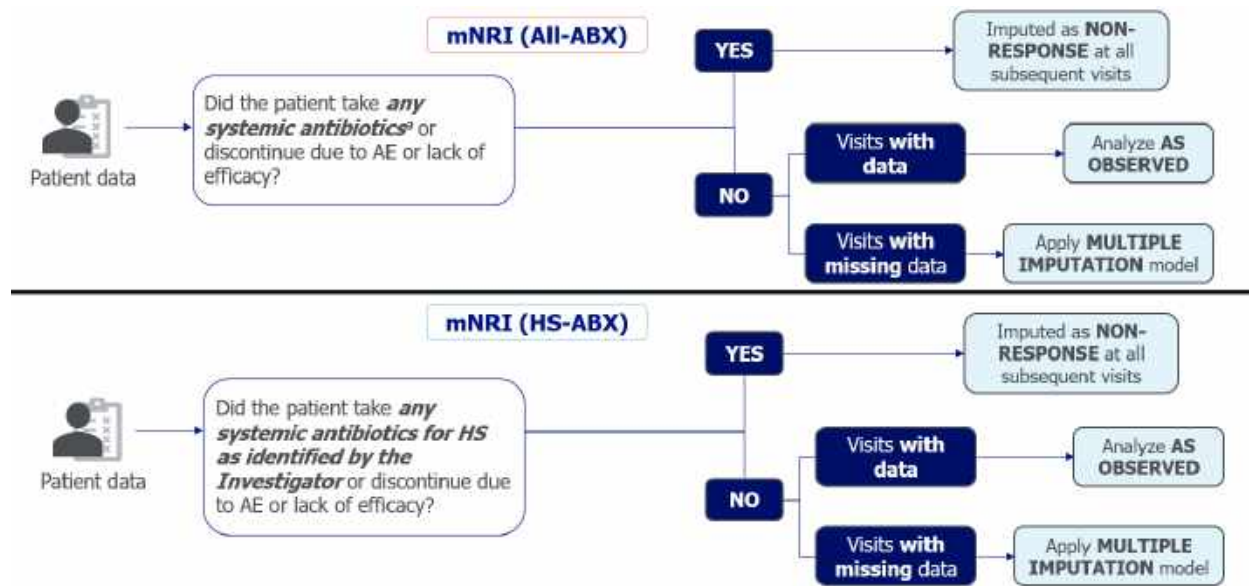 mNRI (All-ABX)
Patient data
Did the patient take any
systemic antibioticsᵃ or
discontinue due to AE or lack of
efficacy?
YES
Imputed as NON-
RESPONSE at all
subsequent visits
NO
Visits with
data
Analyze AS
OBSERVED
Visits with
missing data
Apply MULTIPLE
IMPUTATION model
mNRI (HS-ABX)
Patient data
Did the patient take any
systemic antibiotics for HS
as identified by the
Investigator or discontinue due
to AE or lack of efficacy?
YES
Imputed as NON-
RESPONSE at all
subsequent visits
NO
Visits with
data
Analyze AS
OBSERVED
Visits with
missing data
Apply MULTIPLE
IMPUTATION model